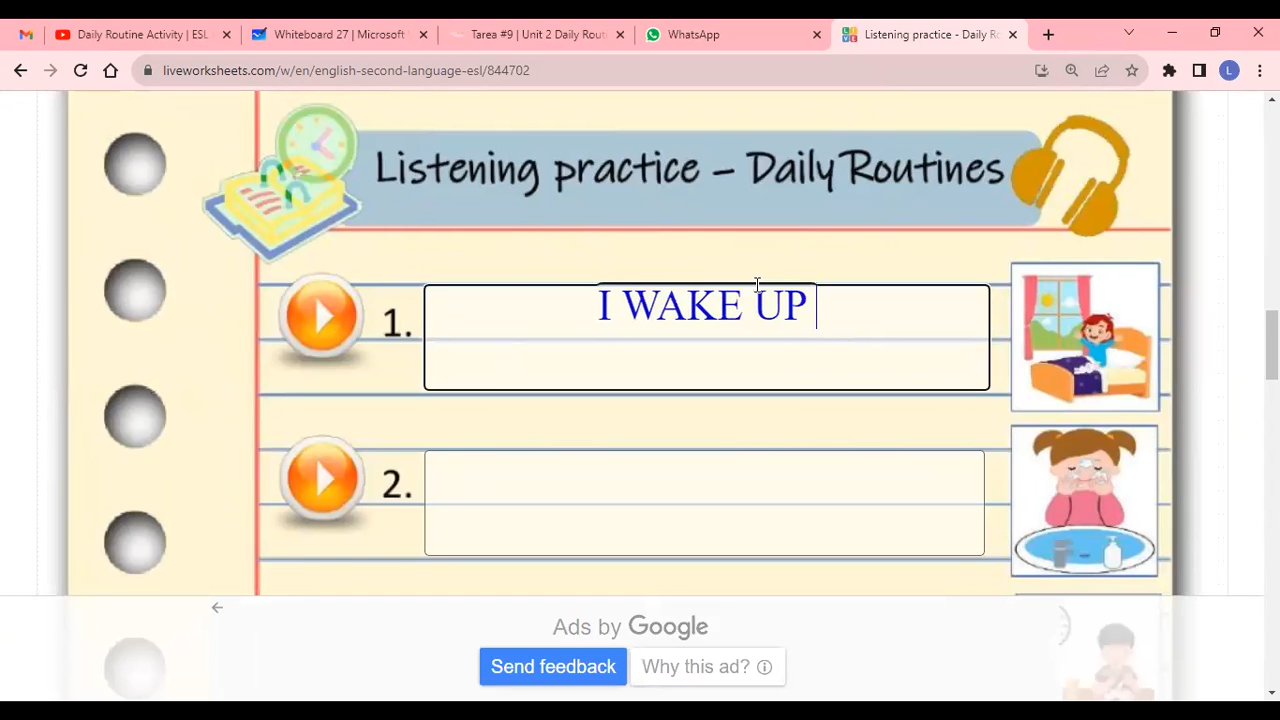 Daily Routine Activity | ESL
Whiteboard 27 | Microsoft
Tarea #9 | Unit 2 Daily Rout
WhatsApp
Listening practice - Daily Ro
liveworksheets.com/w/en/english-second-language-esl/844702
L
Listening practice – Daily Routines
1. I WAKE UP
2.
Ads by Google
Send feedback
Why this ad?